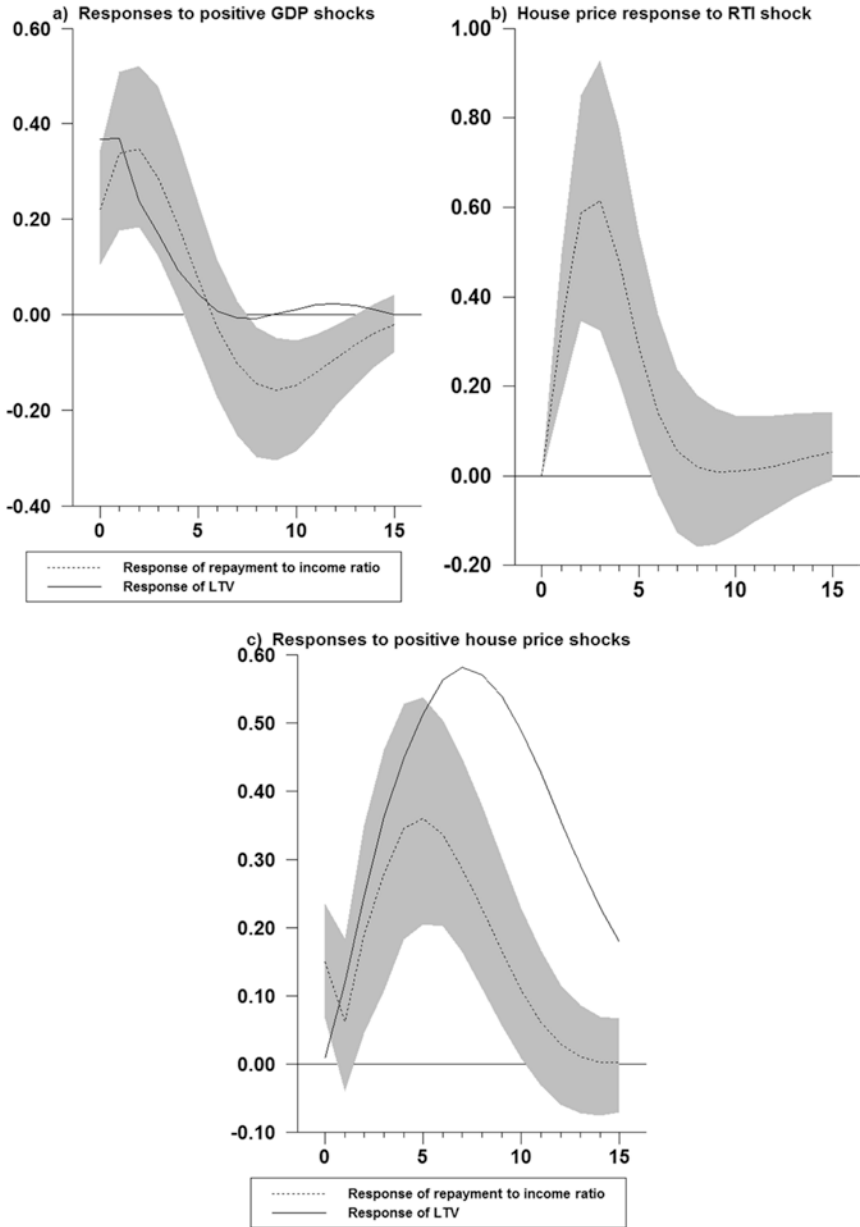 a) Responses to positive GDP shocks
0.60
0.40
0.20
0.00
-0.20
-0.40
0 5 10 15
Response of repayment to income ratio
Response of LTV
b) House price response to RTI shock
1.00
0.80
0.60
0.40
0.20
0.00
-0.20
0 5 10 15
c) Responses to positive house price shocks
0.60
0.50
0.40
0.30
0.20
0.10
0.00
-0.10
0 5 10 15
Response of repayment to income ratio
Response of LTV